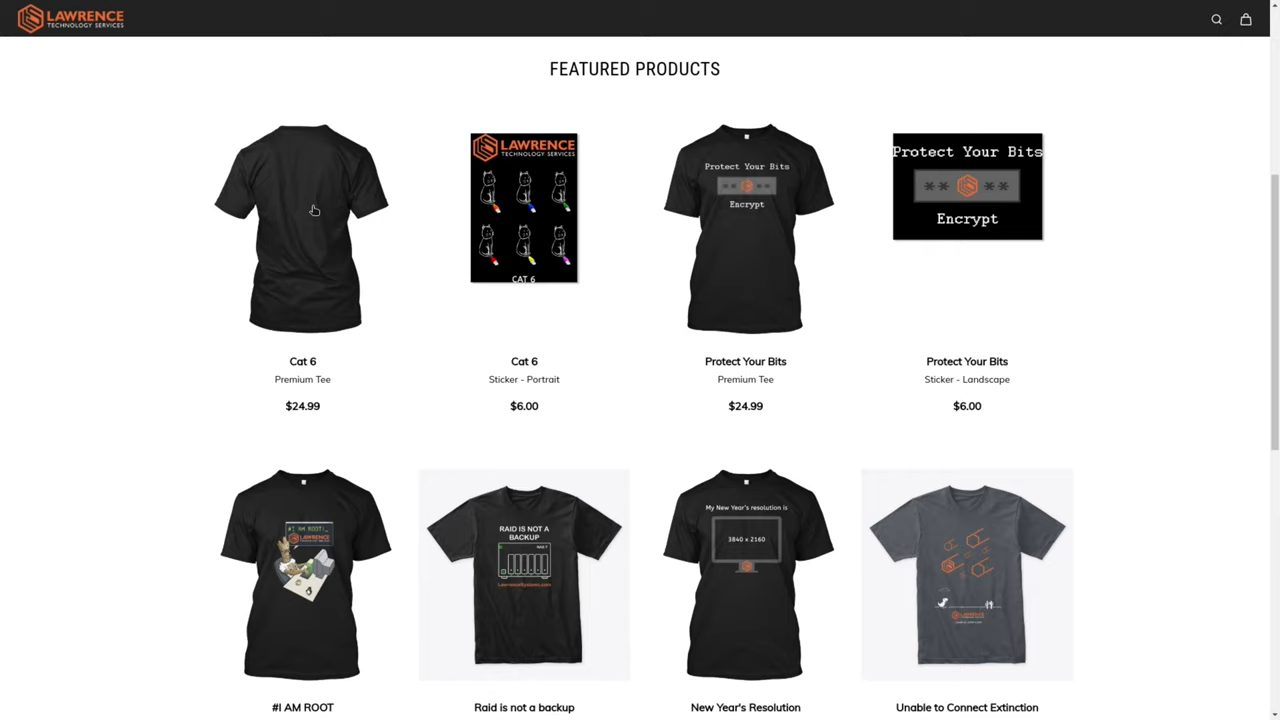 LAWRENCE
TECHNOLOGY SERVICES
FEATURED PRODUCTS
LAWRENCE
TECHNOLOGY SERVICES
CAT 6
Protect Your Bits
** **
Encrypt
Protect Your Bits
** **
Encrypt
Cat 6
Premium Tee
$24.99
Cat 6
Sticker - Portrait
$6.00
Protect Your Bits
Premium Tee
$24.99
Protect Your Bits
Sticker - Landscape
$6.00
#I AM ROOT
LAWRENCE
RAID IS NOT A
BACKUP
My New Year's resolution is
3840 x 2160
#I AM ROOT
Raid is not a backup
New Year's Resolution
Unable to Connect Extinction